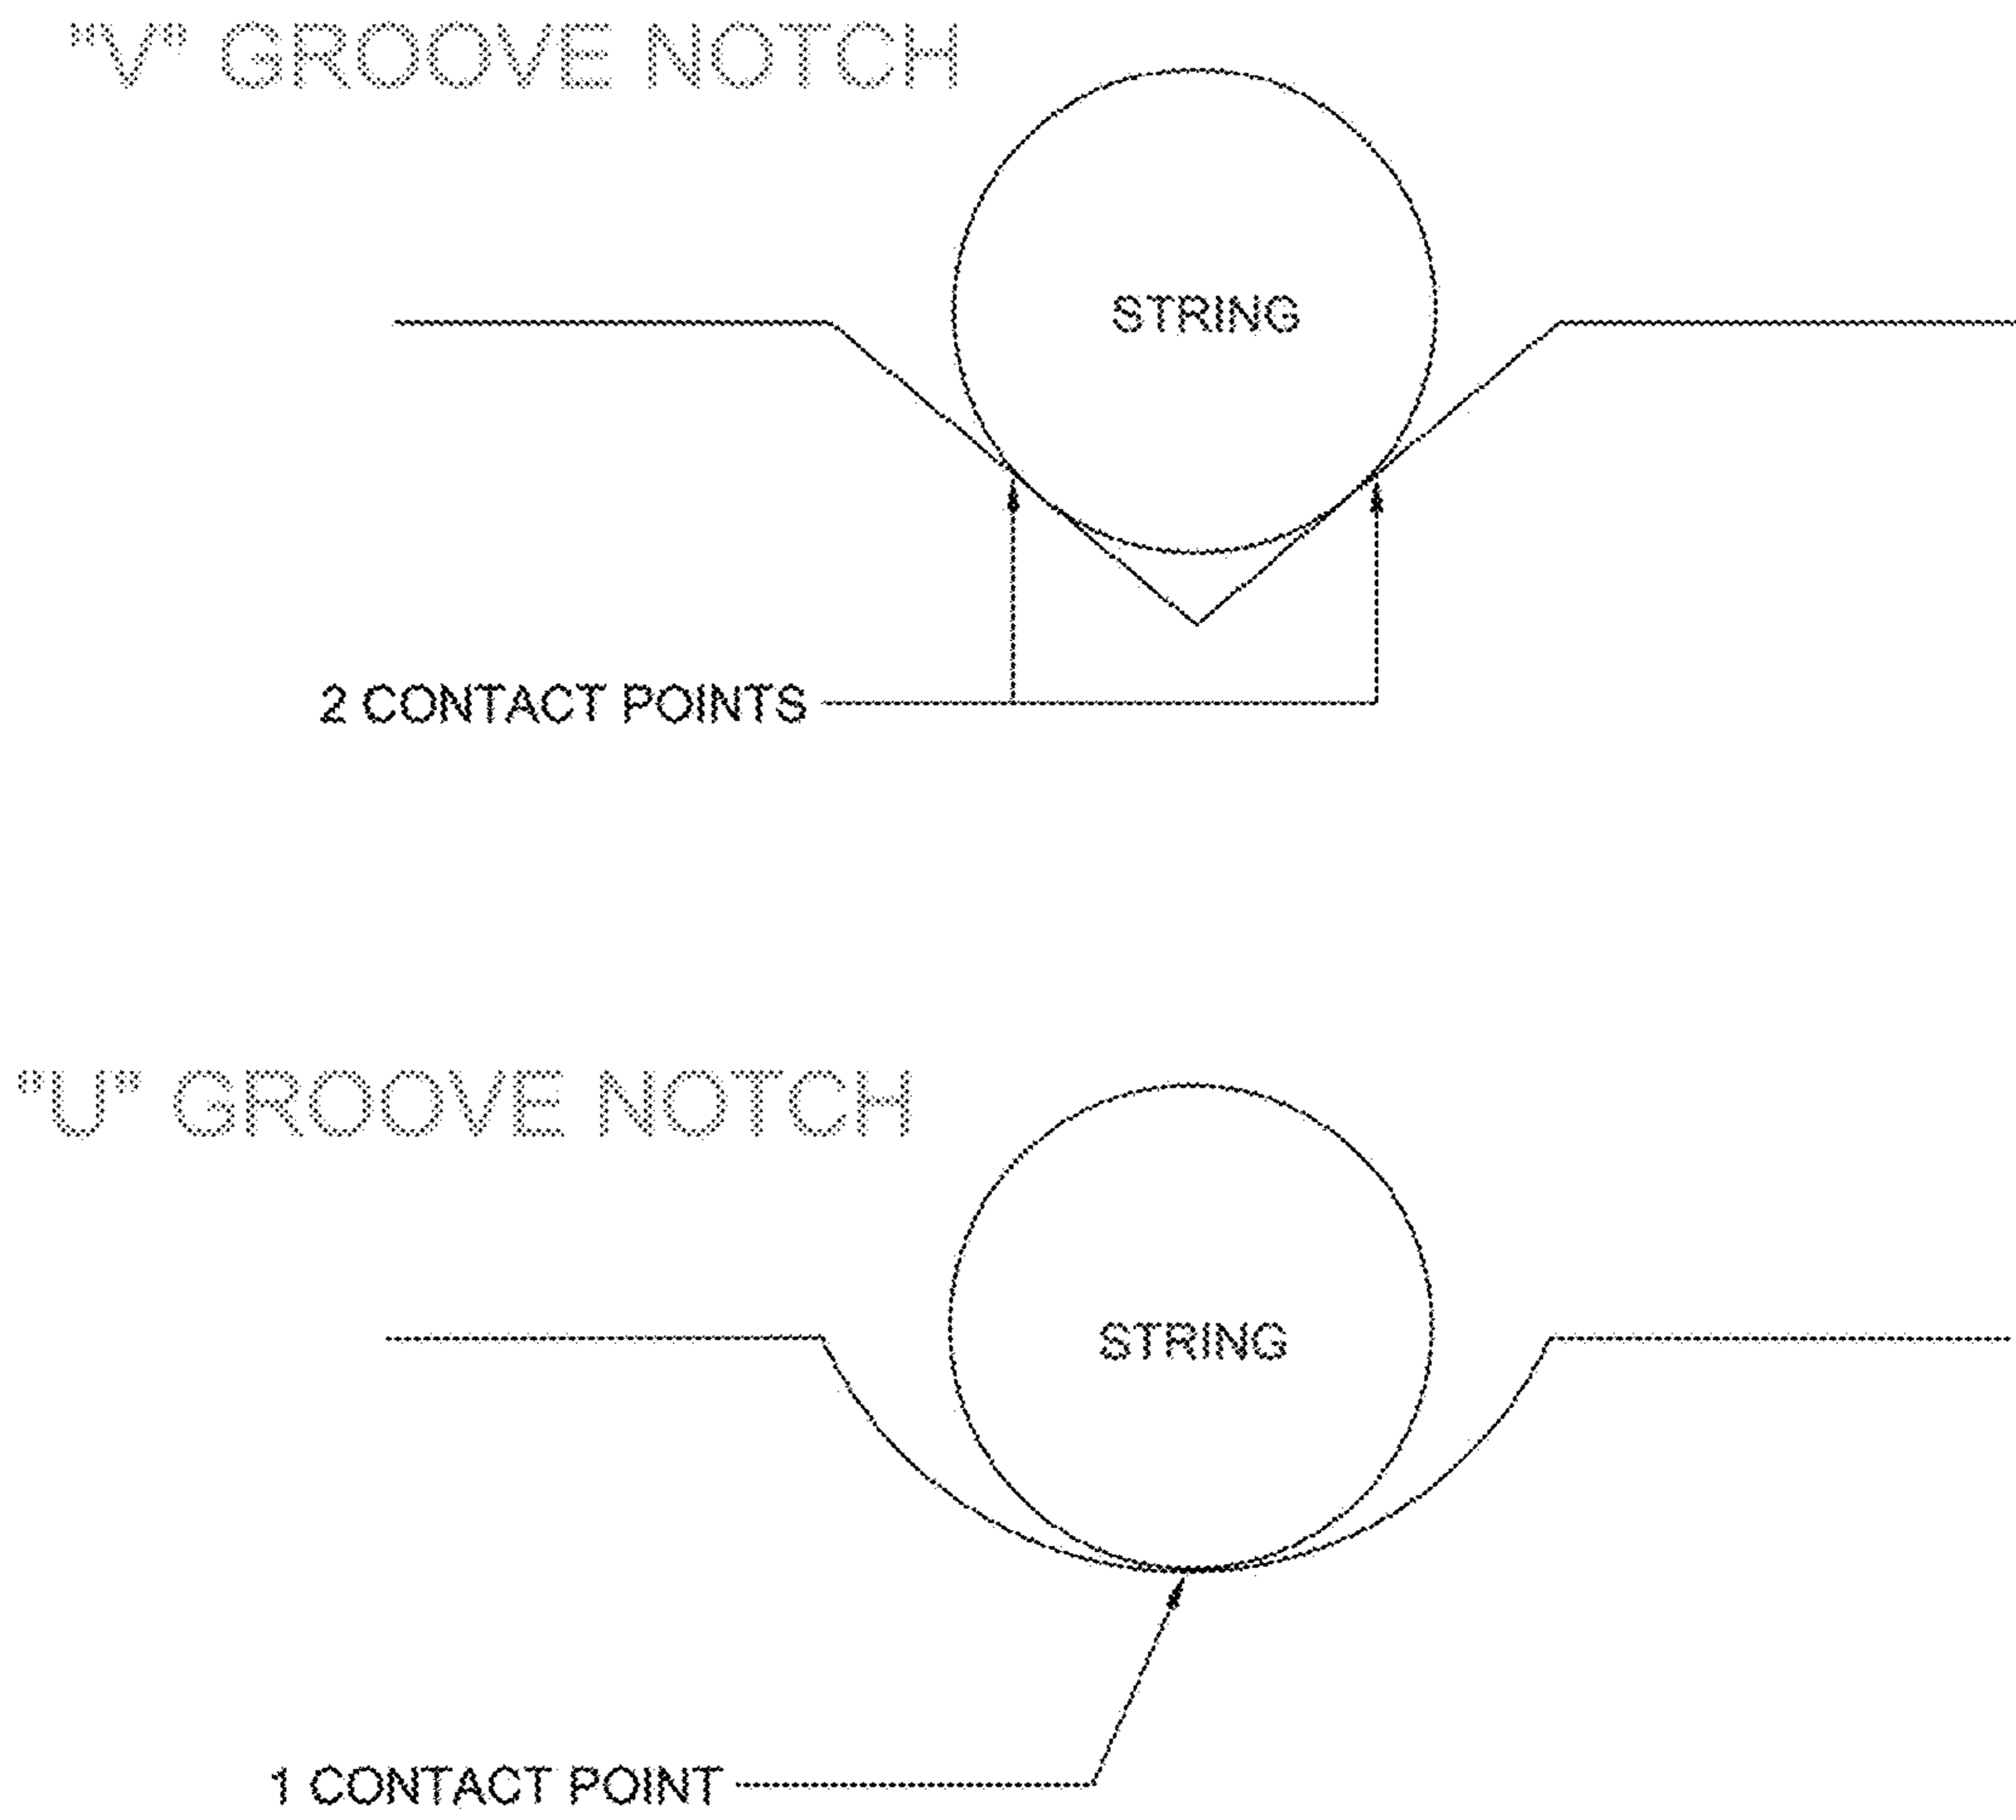 "V" GROOVE NOTCH
STRING
2 CONTACT POINTS
"U" GROOVE NOTCH
STRING
1 CONTACT POINT